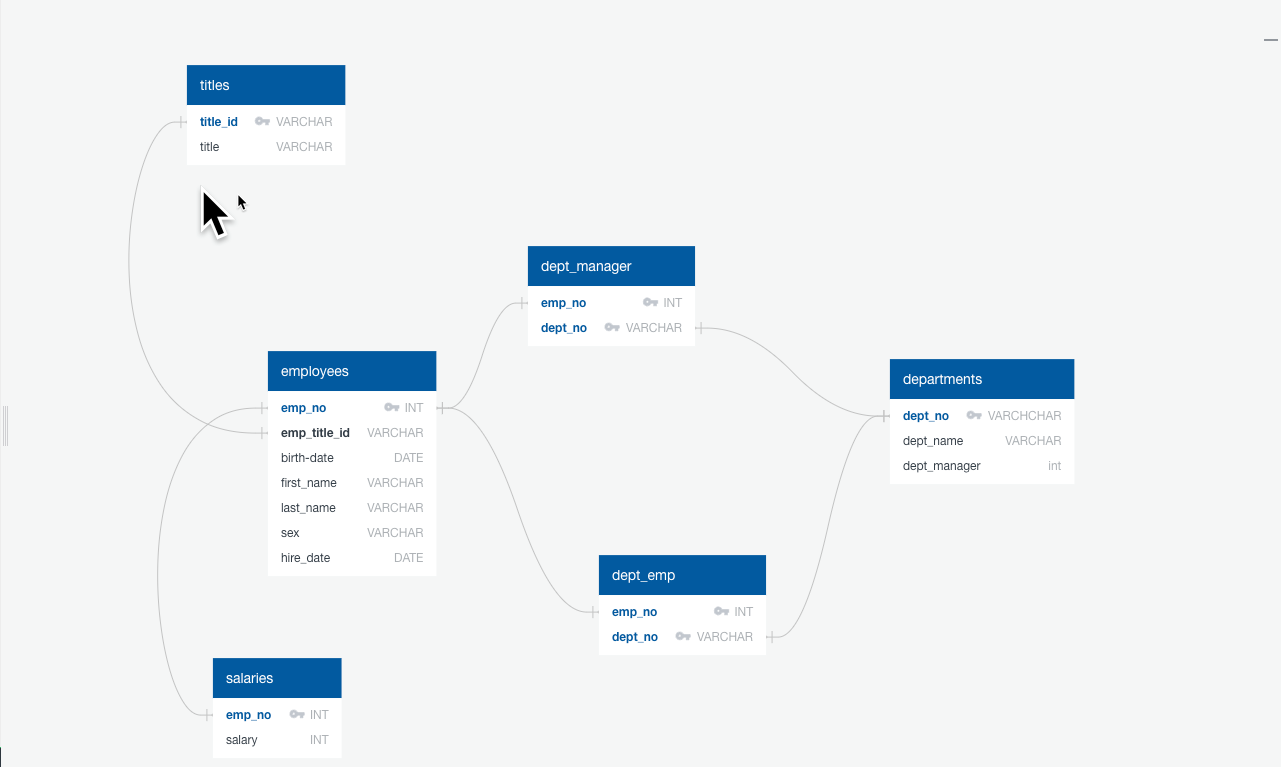 titles
title_id VARCHAR
title VARCHAR
dept_manager
emp_no INT
dept_no VARCHAR
employees
emp_no INT
emp_title_id VARCHAR
birth-date DATE
first_name VARCHAR
last_name VARCHAR
sex VARCHAR
hire_date DATE
departments
dept_no VARCHCHAR
dept_name VARCHAR
dept_manager int
dept_emp
emp_no INT
dept_no VARCHAR
salaries
emp_no INT
salary INT